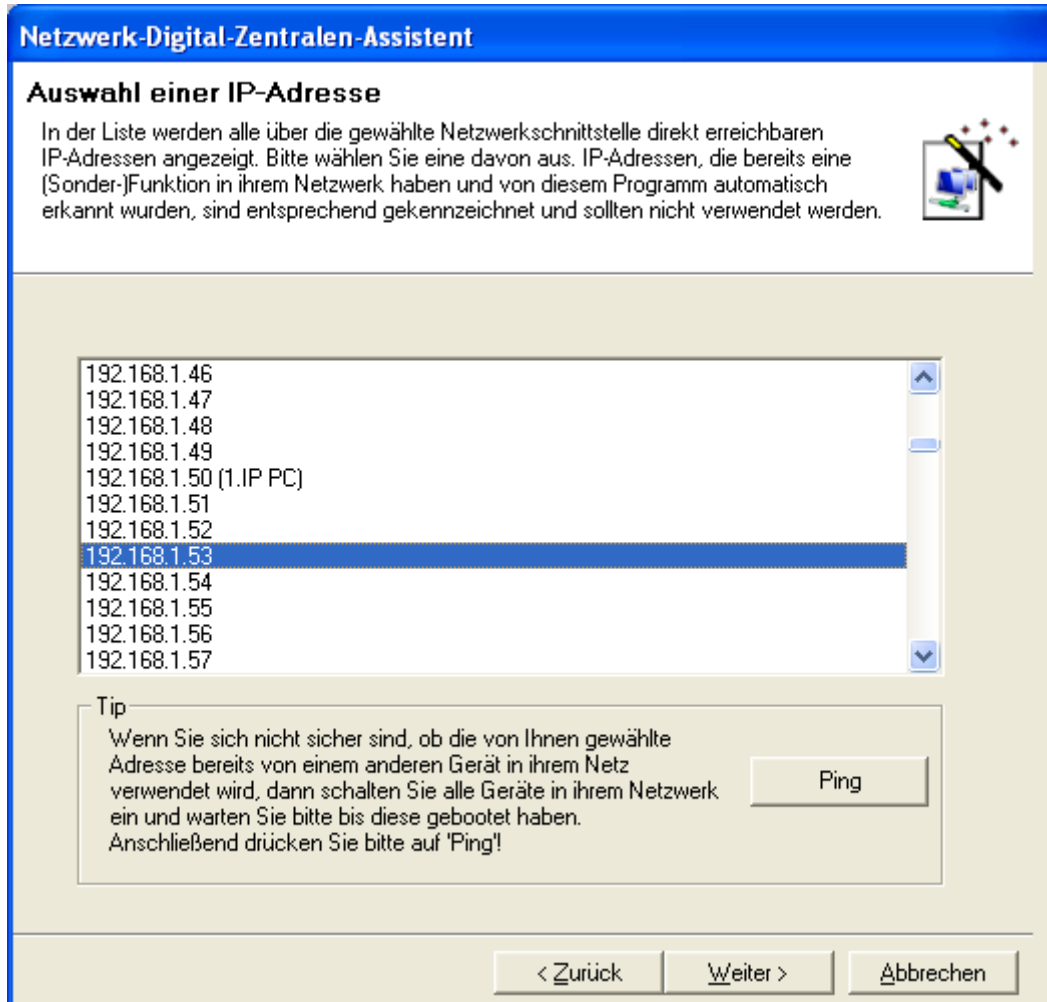 Netzwerk-Digital-Zentralen-Assistent
Auswahl einer IP-Adresse
In der Liste werden alle über die gewählte Netzwerkschnittstelle direkt erreichbaren
IP-Adressen angezeigt. Bitte wählen Sie eine davon aus. IP-Adressen, die bereits eine
(Sonder-)Funktion in ihrem Netzwerk haben und von diesem Programm automatisch
erkannt wurden, sind entsprechend gekennzeichnet und sollten nicht verwendet werden.
192.168.1.46
192.168.1.47
192.168.1.48
192.168.1.49
192.168.1.50 (1.IP PC)
192.168.1.51
192.168.1.52
192.168.1.53
192.168.1.54
192.168.1.55
192.168.1.56
192.168.1.57
Tip
Wenn Sie sich nicht sicher sind, ob die von Ihnen gewählte
Adresse bereits von einem anderen Gerät in ihrem Netz
verwendet wird, dann schalten Sie alle Geräte in ihrem Netzwerk
ein und warten Sie bitte bis diese gebootet haben.
Anschließend drücken Sie bitte auf 'Ping'!
Ping
< Zurück
Weiter >
Abbrechen